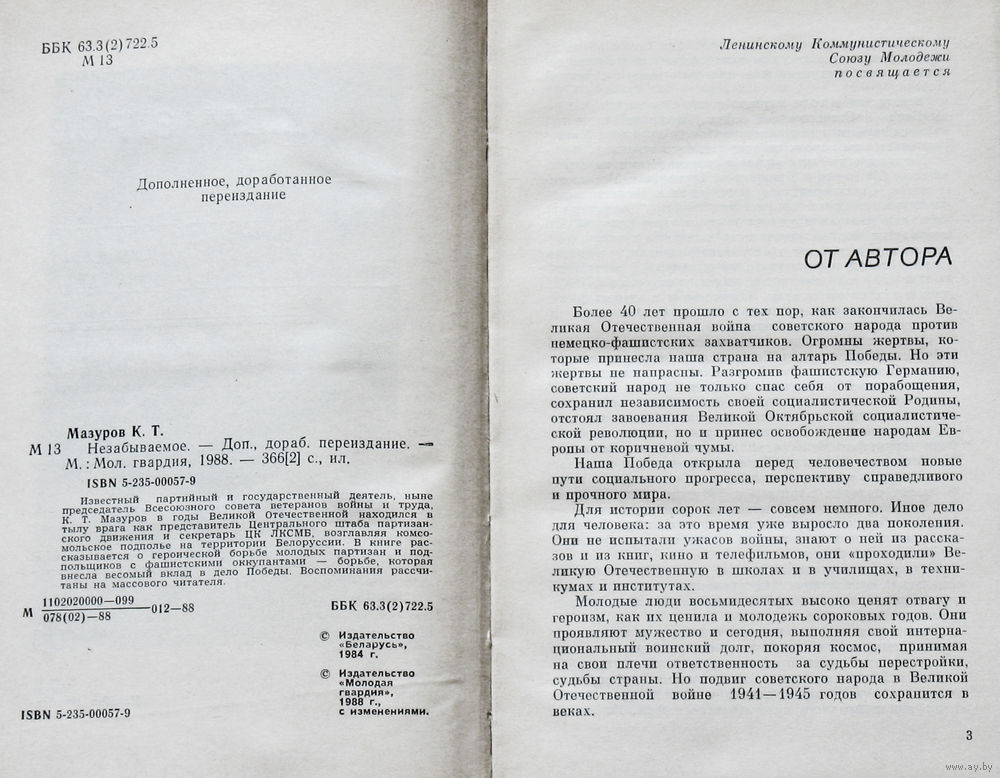 ББК 63.3(2)722.5
М 13
Дополненное, доработанное
переиздание
Мазуров К. Т.
М 13 Незабываемое. — Доп., дораб. переиздание. —
М.: Мол. гвардия, 1988. — 366[2] с., ил.
ISBN 5-235-00057-9
Известный партийный и государственный деятель, ныне
председатель Всесоюзного совета ветеранов войны и труда,
К. Т. Мазуров в годы Великой Отечественной находился в
тылу врага как представитель Центрального штаба партизан-
ского движения и секретарь ЦК ЛКСМБ, возглавляя комсо-
мольское подполье на территории Белоруссии. В книге рас-
сказывается о героической борьбе молодых партизан и под-
польщиков с фашистскими оккупантами — борьбе, которая
внесла весомый вклад в дело Победы. Воспоминания рассчи-
таны на массового читателя.
М 1102020000—099
078(02)—88 012—88
ББК 63.3(2)722.5
© Издательство
«Беларусь»,
1984 г.
© Издательство
«Молодая
гвардия»,
1988 г.,
с изменениями.
ISBN 5-235-00057-9
Ленинскому Коммунистическому
Союзу Молодежи
посвящается
ОТ АВТОРА
Более 40 лет прошло с тех пор, как закончилась Ве-
ликая Отечественная война советского народа против
немецко-фашистских захватчиков. Огромны жертвы, ко-
торые принесла наша страна на алтарь Победы. Но эти
жертвы не напрасны. Разгромив фашистскую Германию,
советский народ не только спас себя от порабощения,
сохранил независимость своей социалистической Родины,
отстоял завоевания Великой Октябрьской социалистиче-
ской революции, но и принес освобождение народам Ев-
ропы от коричневой чумы.
Наша Победа открыла перед человечеством новые
пути социального прогресса, перспективу справедливого
и прочного мира.
Для истории сорок лет — совсем немного. Иное дело
для человека: за это время уже выросло два поколения.
Они не испытали ужасов войны, знают о ней из расска-
зов и из книг, кино и телефильмов, они «проходили» Ве-
ликую Отечественную в школах и в училищах, в техни-
кумах и институтах.
Молодые люди восьмидесятых высоко ценят отвагу и
героизм, как их ценила и молодежь сороковых годов. Они
проявляют мужество и сегодня, выполняя свой интерна-
циональный воинский долг, покоряя космос, принимая
на свои плечи ответственность за судьбы перестройки,
судьбы страны. Но подвиг советского народа в Великой
Отечественной войне 1941—1945 годов сохранится в
веках.
3
www.ay.by